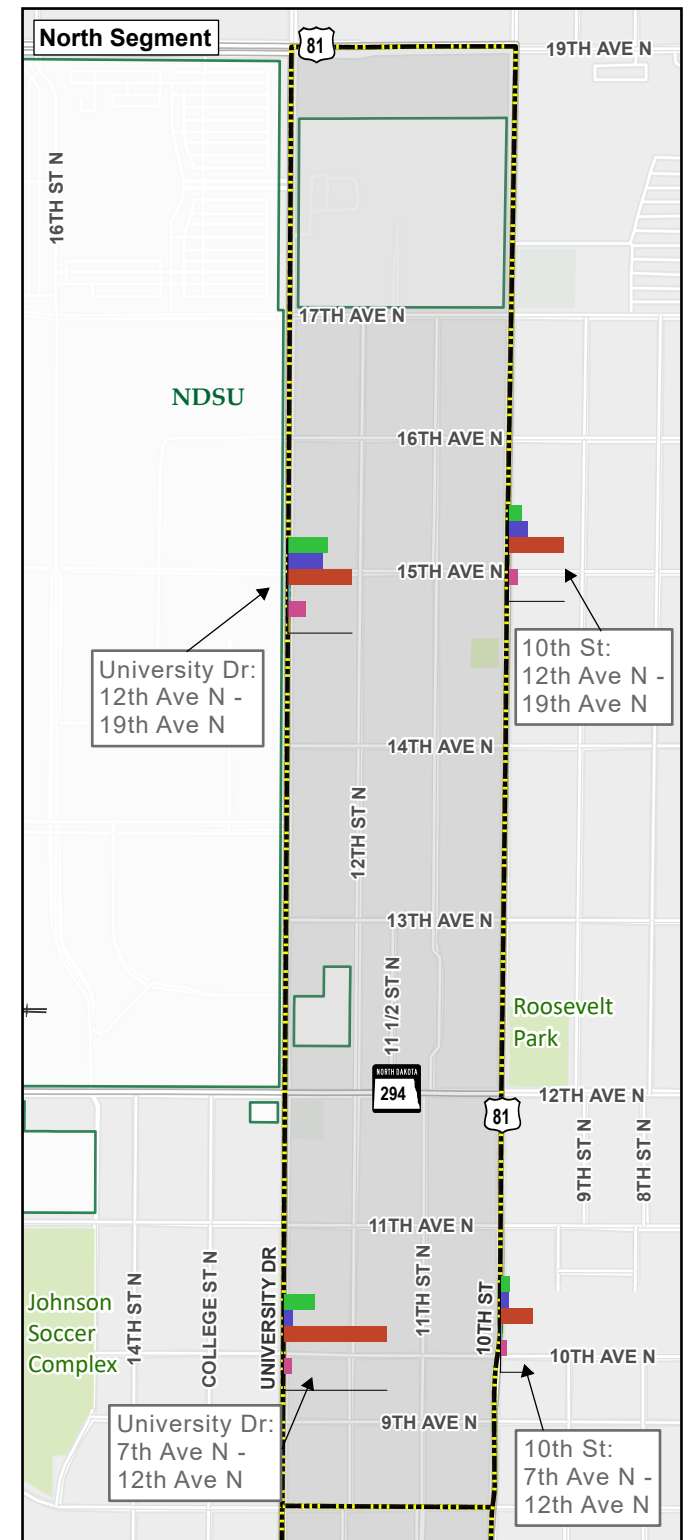 North Segment
81
19TH AVE N
16TH ST N
17TH AVE N
NDSU
16TH AVE N
15TH AVE N
University Dr:
12th Ave N -
19th Ave N
10th St:
12th Ave N -
19th Ave N
14TH AVE N
12TH ST N
13TH AVE N
11 1/2 ST N
Roosevelt
Park
NORTH DAKOTA
294
12TH AVE N
81
9TH ST N
8TH ST N
11TH AVE N
14TH ST N
COLLEGE ST N
UNIVERSITY DR
11TH ST N
10TH ST
Johnson
Soccer
Complex
10TH AVE N
9TH AVE N
University Dr:
7th Ave N -
12th Ave N
10th St:
7th Ave N -
12th Ave N